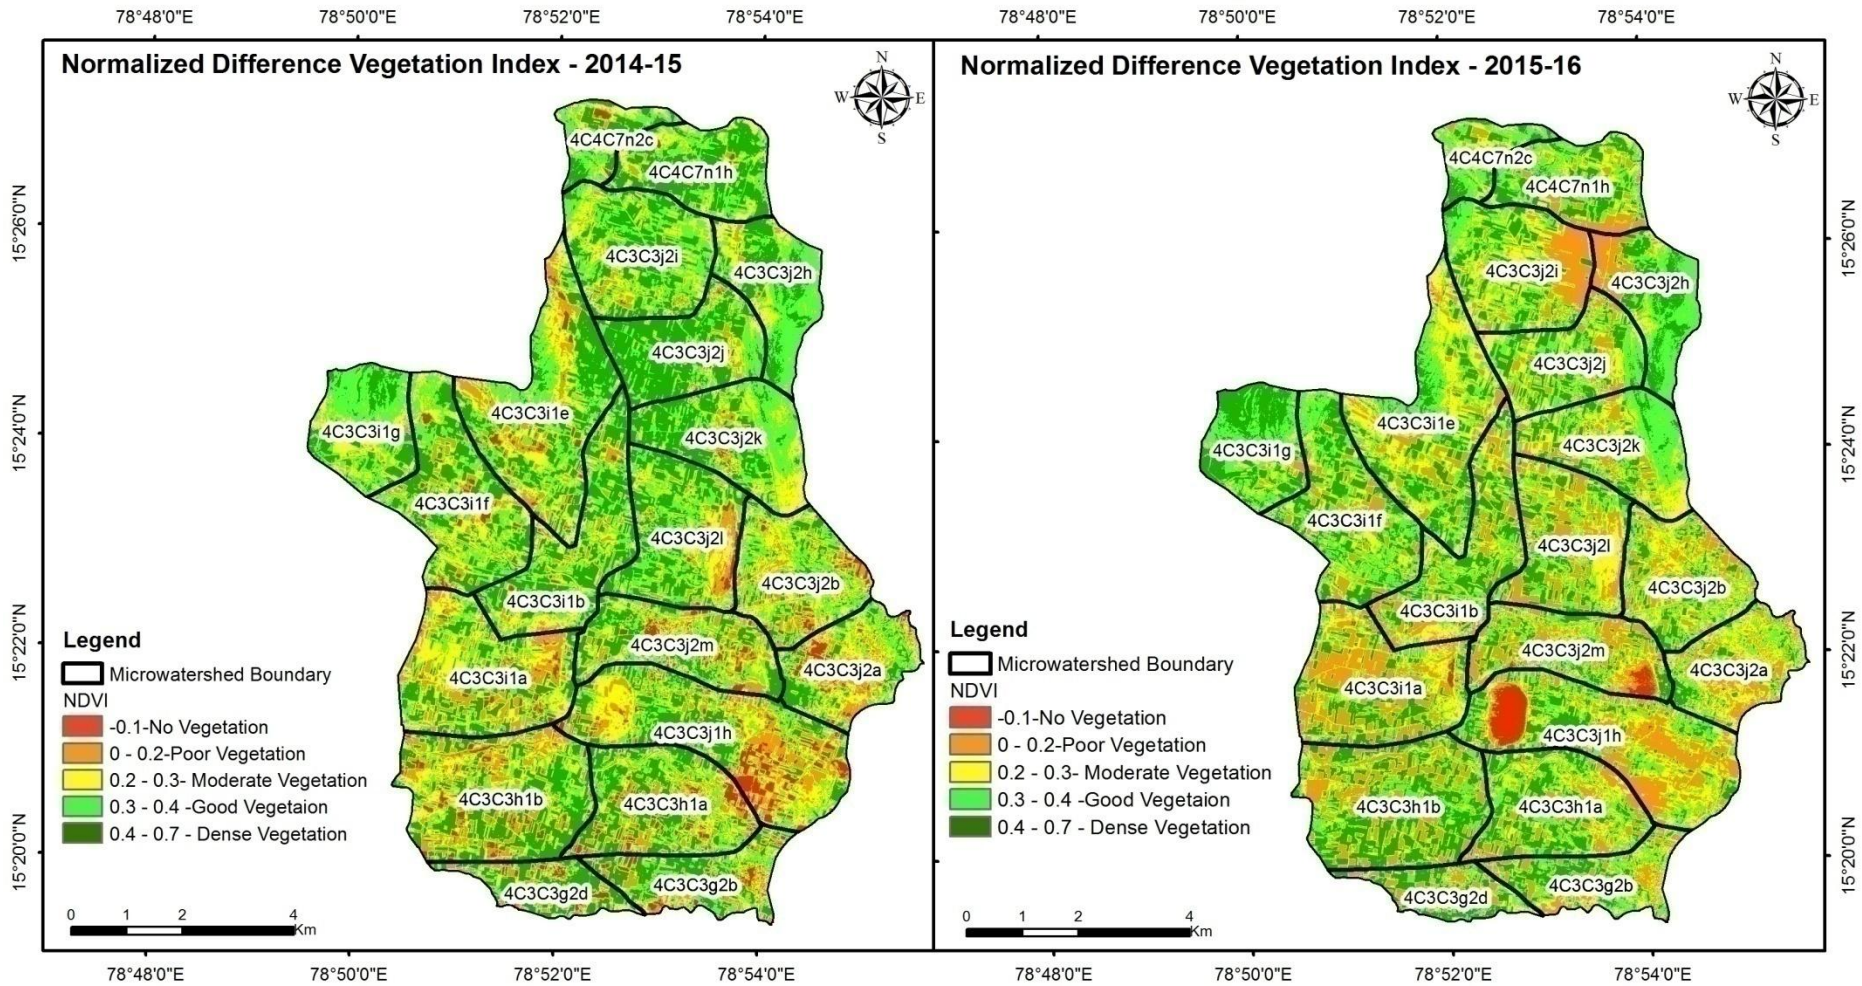 78°48'0"E 78°50'0"E 78°52'0"E 78°54'0"E 78°48'0"E 78°50'0"E 78°52'0"E 78°54'0"E
Normalized Difference Vegetation Index - 2014-15
N
W E
S
4C4C7n2c
4C4C7n1h
15°26'0"N
4C3C3j2i
4C3C3j2h
4C3C3j2j
4C3C3i1e
4C3C3i1g
4C3C3j2k
15°24'0"N
4C3C3i1f
4C3C3j2l
4C3C3j2b
4C3C3i1b
15°22'0"N
4C3C3j2m
4C3C3j2a
4C3C3i1a
4C3C3j1h
4C3C3h1b
4C3C3h1a
15°20'0"N
4C3C3g2d
4C3C3g2b
Legend
Microwatershed Boundary
NDVI
-0.1-No Vegetation
0 - 0.2-Poor Vegetation
0.2 - 0.3- Moderate Vegetation
0.3 - 0.4 -Good Vegetaion
0.4 - 0.7 - Dense Vegetation
0 1 2 4
Km
Normalized Difference Vegetation Index - 2015-16
N
W E
S
4C4C7n2c
4C4C7n1h
15°26'0"N
4C3C3j2i
4C3C3j2h
4C3C3j2j
4C3C3i1e
4C3C3i1g
4C3C3j2k
15°24'0"N
4C3C3i1f
4C3C3j2l
4C3C3j2b
4C3C3i1b
15°22'0"N
4C3C3j2m
4C3C3j2a
4C3C3i1a
4C3C3j1h
4C3C3h1b
4C3C3h1a
15°20'0"N
4C3C3g2d
4C3C3g2b
Legend
Microwatershed Boundary
NDVI
-0.1-No Vegetation
0 - 0.2-Poor Vegetation
0.2 - 0.3- Moderate Vegetation
0.3 - 0.4 -Good Vegetaion
0.4 - 0.7 - Dense Vegetation
0 1 2 4
Km
78°48'0"E 78°50'0"E 78°52'0"E 78°54'0"E 78°48'0"E 78°50'0"E 78°52'0"E 78°54'0"E